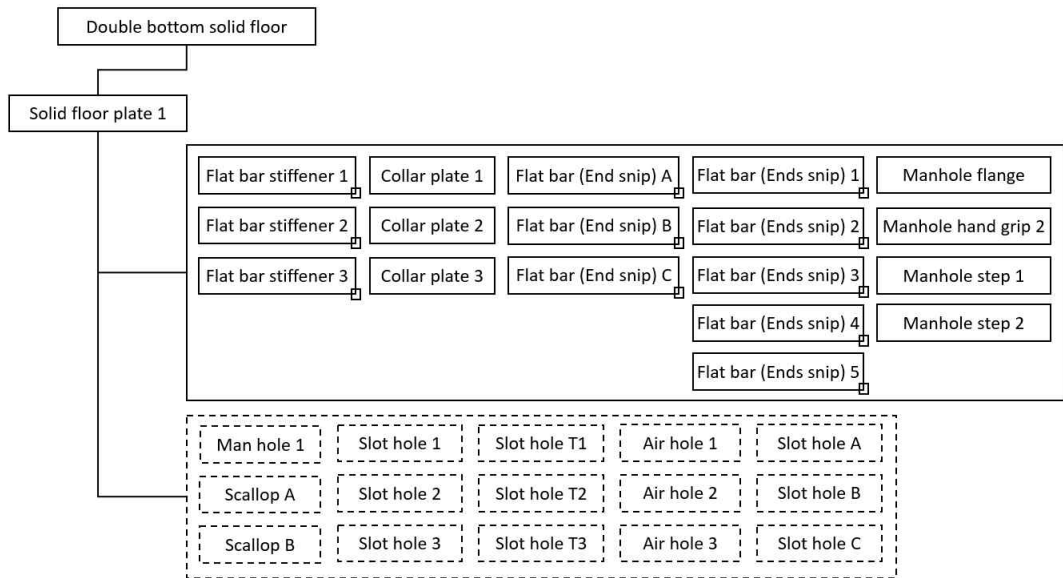 Double bottom solid floor
Solid floor plate 1
Flat bar stiffener 1
Collar plate 1
Flat bar (End snip) A
Flat bar (Ends snip) 1
Manhole flange
Flat bar stiffener 2
Collar plate 2
Flat bar (End snip) B
Flat bar (Ends snip) 2
Manhole hand grip 2
Flat bar stiffener 3
Collar plate 3
Flat bar (End snip) C
Flat bar (Ends snip) 3
Manhole step 1
Flat bar (Ends snip) 4
Manhole step 2
Flat bar (Ends snip) 5
Man hole 1
Slot hole 1
Slot hole T1
Air hole 1
Slot hole A
Scallop A
Slot hole 2
Slot hole T2
Air hole 2
Slot hole B
Scallop B
Slot hole 3
Slot hole T3
Air hole 3
Slot hole C